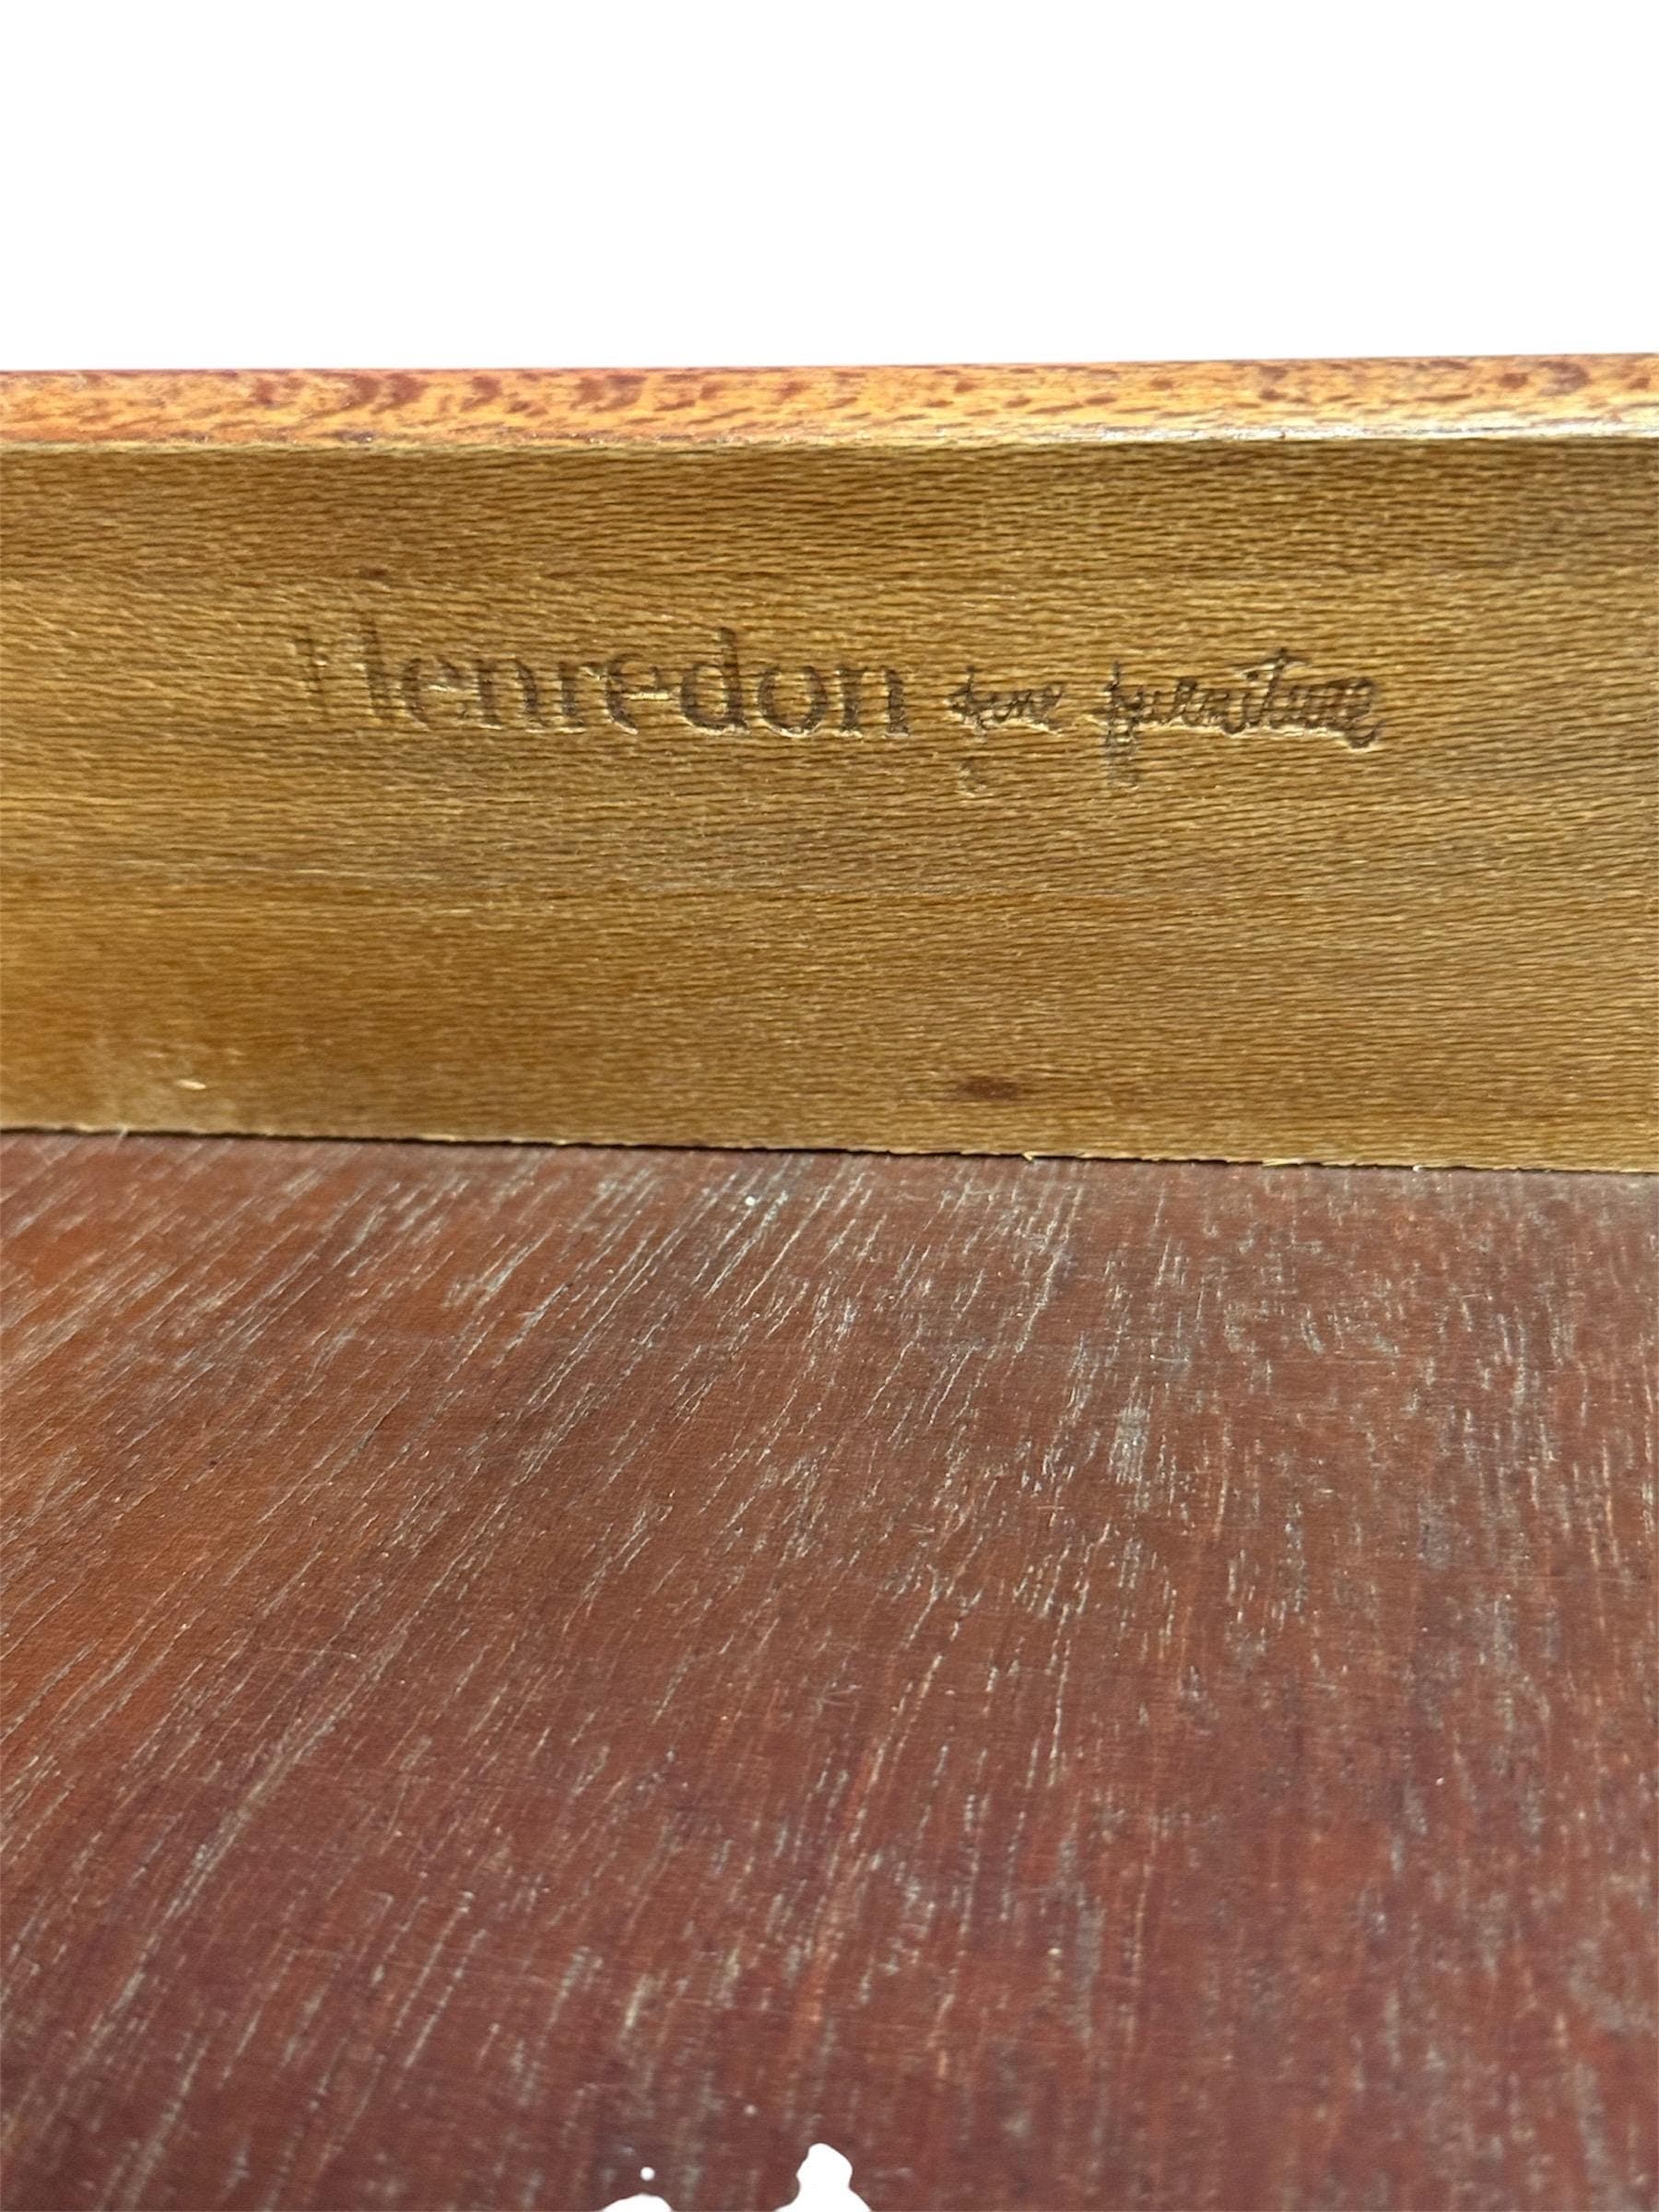 Henredon fine furniture